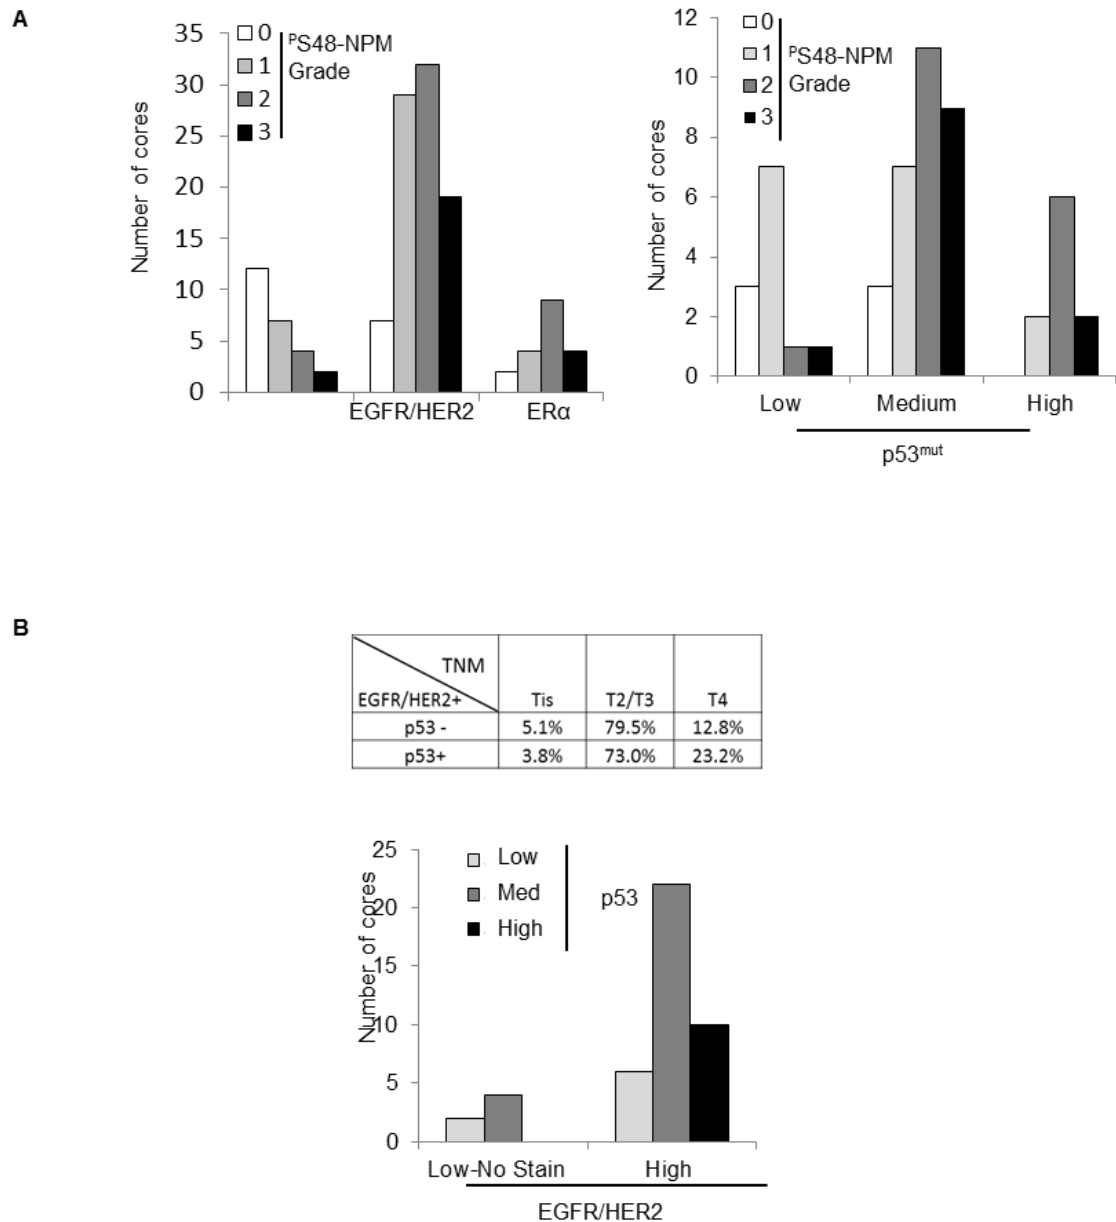 A
35
30
25
20
15
10
5
0
Number of cores
0
1
2
3
PS48-NPM
Grade
EGFR/HER2 ERα
12
10
8
6
4
2
0
Number of cores
0
1
2
3
PS48-NPM
Grade
Low Medium High
p53mut
B
TNM
EGFR/HER2+ Tis T2/T3 T4
p53 - 5.1% 79.5% 12.8%
p53+ 3.8% 73.0% 23.2%
25
20
15
10
5
0
Number of cores
Low
Med
High
p53
Low-No Stain High
EGFR/HER2